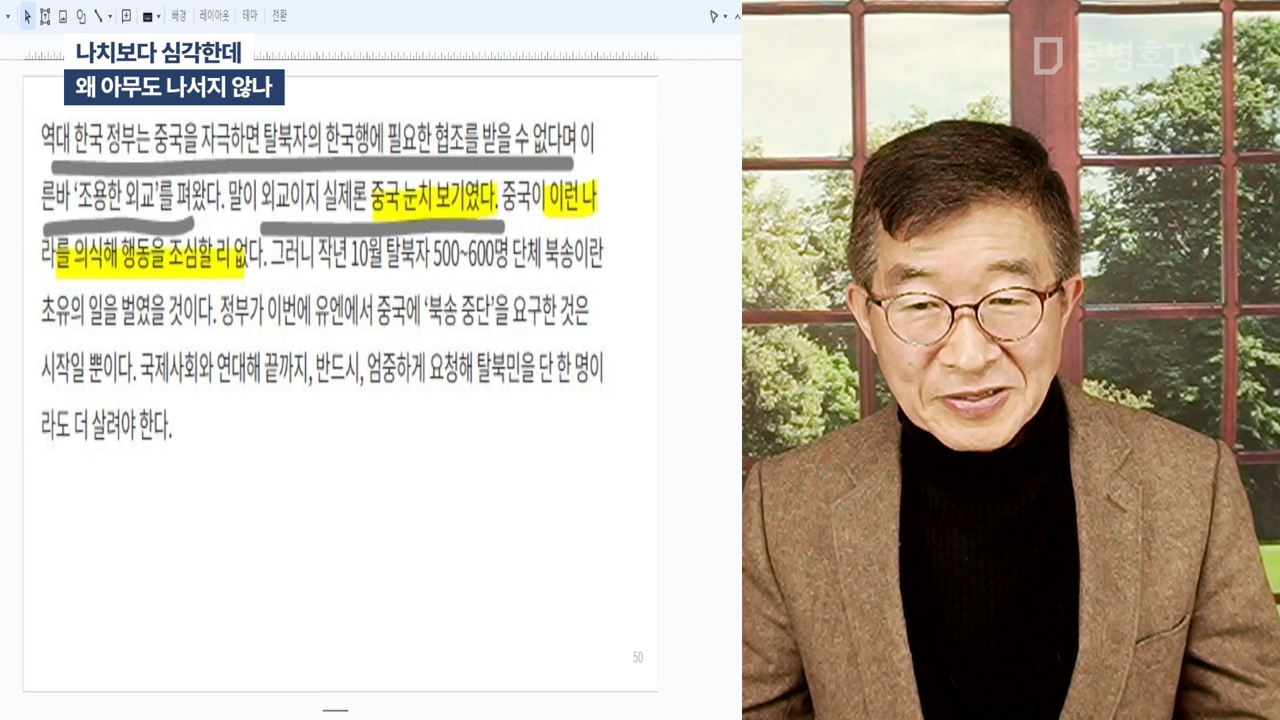 배경 레이아웃 테마 전환
나치보다 심각한데
왜 아무도 나서지 않나
공병호TV
역대 한국 정부는 중국을 자극하면 탈북자의 한국행에 필요한 협조를 받을 수 없다며 이
른바 ‘조용한 외교’를 펴왔다. 말이 외교이지 실제론 중국 눈치 보기였다. 중국이 이런 나
라를 의식해 행동을 조심할 리 없다. 그러니 작년 10월 탈북자 500~600명 단체 북송이란
초유의 일을 벌였을 것이다. 정부가 이번에 유엔에서 중국에 ‘북송 중단’을 요구한 것은
시작일 뿐이다. 국제사회와 연대해 끝까지, 반드시, 엄중하게 요청해 탈북민을 단 한 명이
라도 더 살려야 한다.
50